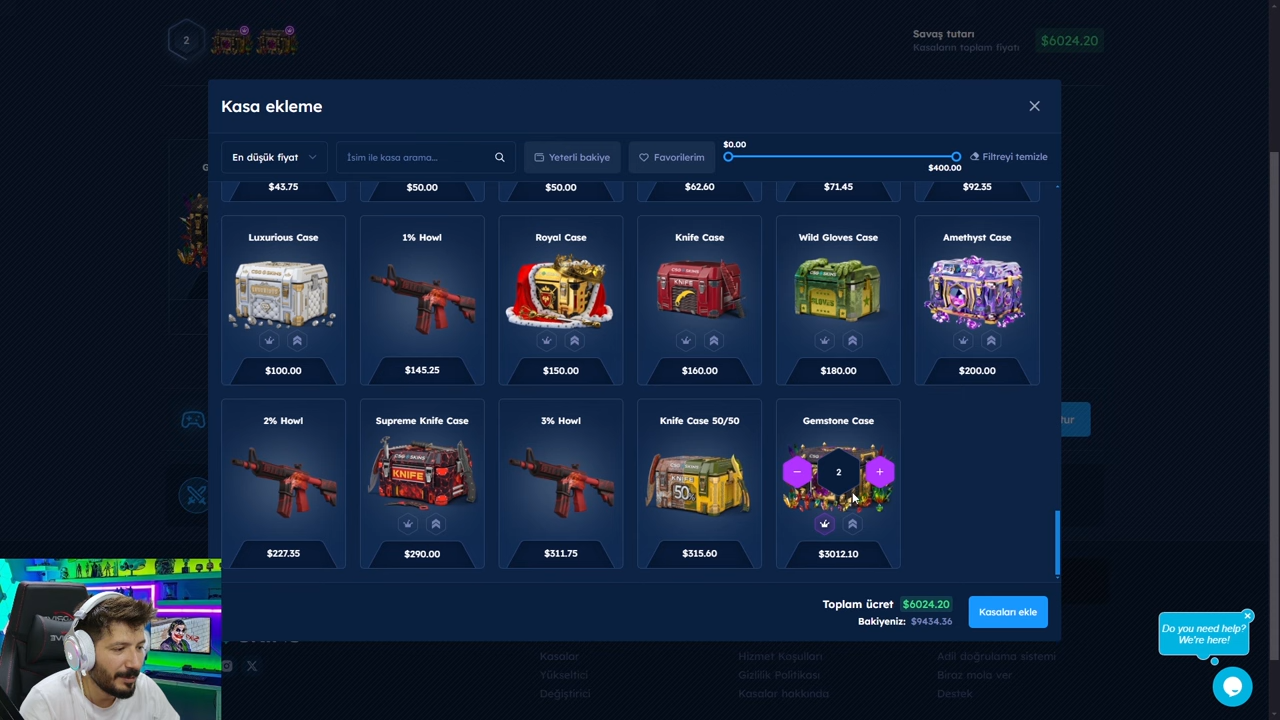 2
Savaş tutarı
Kasaların toplam fiyatı
$6024.20
Kasa ekleme
En düşük fiyat
İsim ile kasa arama...
Yeterli bakiye
Favorilerim
$0.00
$400.00
Filtreyi temizle
$43.75
$50.00
$50.00
$62.60
$71.45
$92.35
Luxurious Case
1% Howl
Royal Case
Knife Case
Wild Gloves Case
Amethyst Case
$100.00
$145.25
$150.00
$160.00
$180.00
$200.00
2% Howl
Supreme Knife Case
3% Howl
Knife Case 50/50
Gemstone Case
KNIFE
50%
2
$227.35
$290.00
$311.75
$315.60
$3012.10
Toplam ücret $6024.20
Bakiyeniz: $9434.36
Kasaları ekle
Do you need help?
We're here!
Kasalar
Hizmet Koşulları
Adil doğrulama sistemi
Yükseltici
Gizlilik Politikası
Biraz mola ver
Değiştirici
Kasalar hakkında
Destek